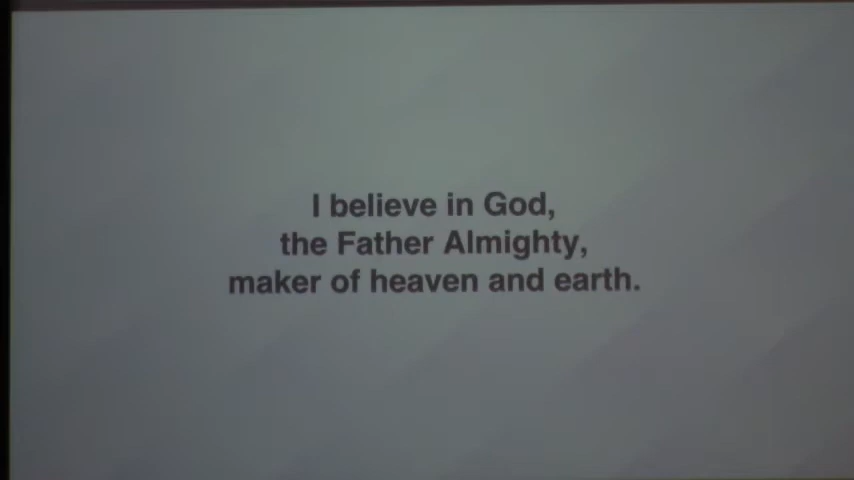 I believe in God,
the Father Almighty,
maker of heaven and earth.